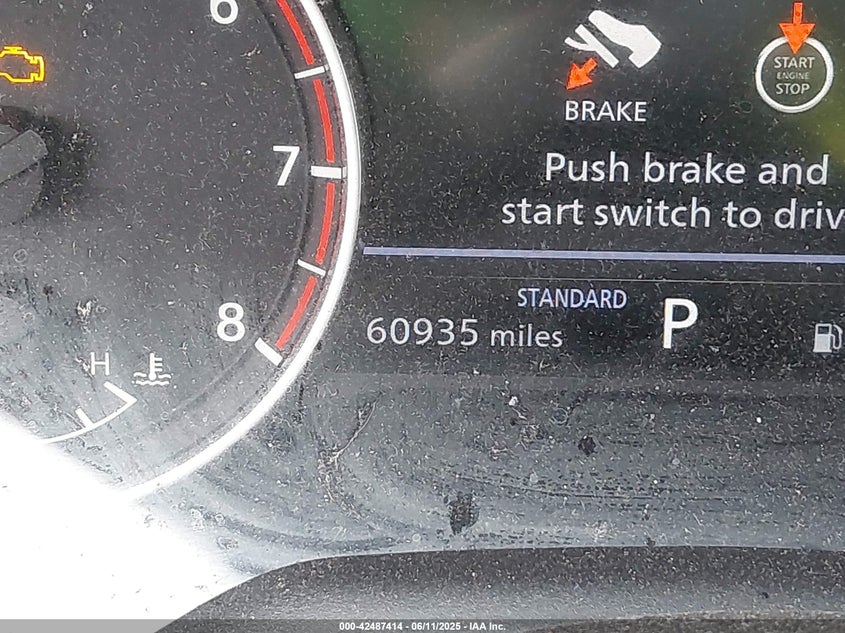 6
7
8
H
BRAKE
START
ENGINE
STOP
Push brake and
start switch to driv
STANDARD
60935 miles
P
000-42487414 - 06/11/2025 - IAA Inc.